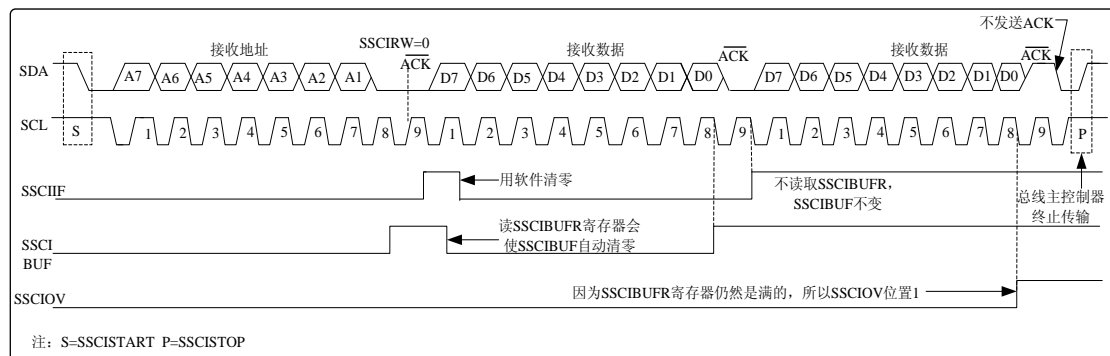 不发送ACK
接收地址
SSCIRW=0
接收数据
接收数据
ACK
ACK
ACK
SDA
A7 A6 A5 A4 A3 A2 A1
D7 D6 D5 D4 D3 D2 D1 D0
D7 D6 D5 D4 D3 D2 D1 D0
SCL
S
1 2 3 4 5 6 7 8 9
1 2 3 4 5 6 7 8 9
1 2 3 4 5 6 7 8 9
P
SSCIIF
用软件清零
不读取SSCIBUFR,
SSCIBUF不变
总线主控制器
终止传输
SSCI
BUF
读SSCIBUFR寄存器会
使SSCIBUF自动清零
SSCIOV
因为SSCIBUFR寄存器仍然是满的,所以SSCIOV位置1
注:S=SSCISTART P=SSCISTOP